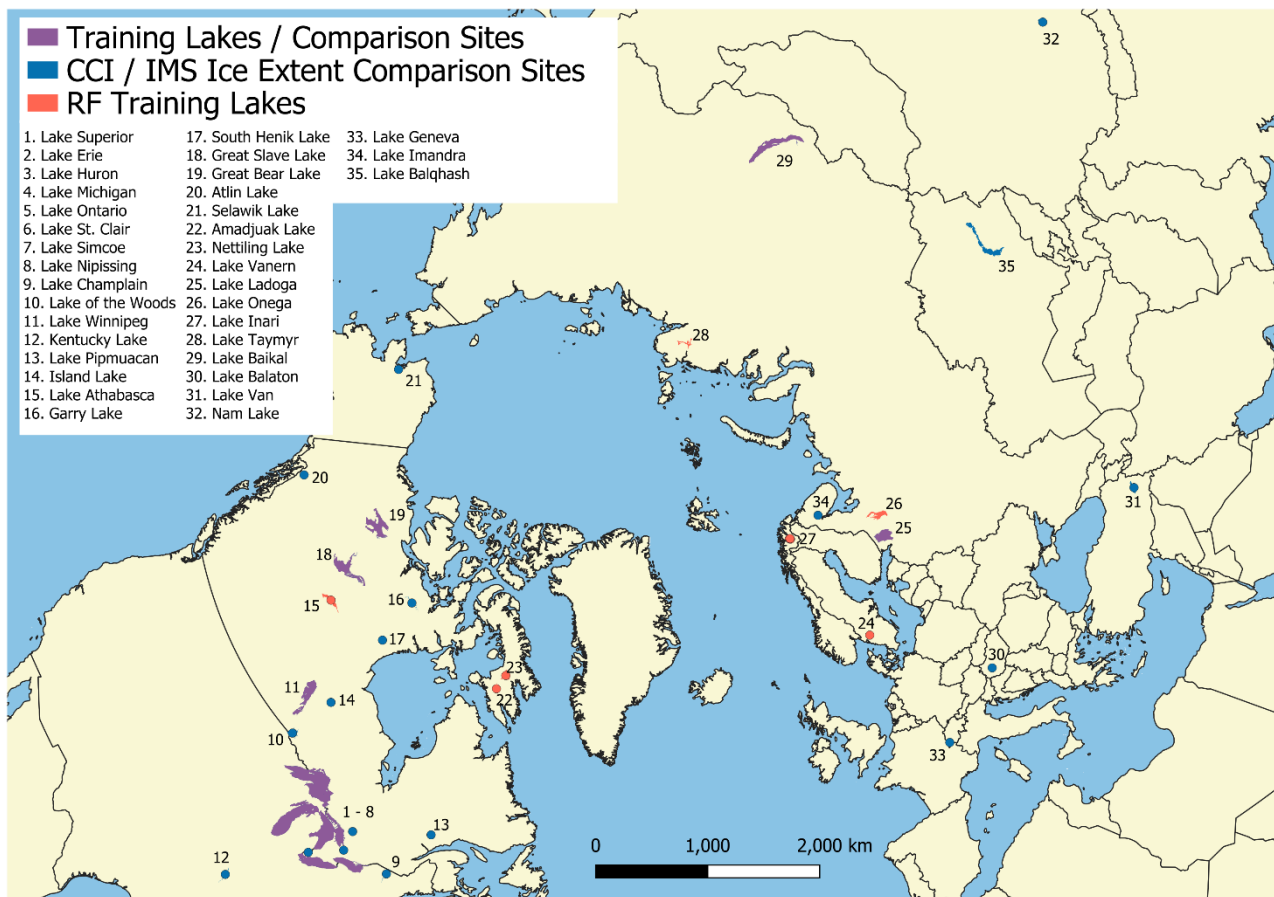 Training Lakes / Comparison Sites
CCI / IMS Ice Extent Comparison Sites
RF Training Lakes
1. Lake Superior
2. Lake Erie
3. Lake Huron
4. Lake Michigan
5. Lake Ontario
6. Lake St. Clair
7. Lake Simcoe
8. Lake Nipissing
9. Lake Champlain
10. Lake of the Woods
11. Lake Winnipeg
12. Kentucky Lake
13. Lake Pipmuacan
14. Island Lake
15. Lake Athabasca
16. Garry Lake
17. South Henik Lake
18. Great Slave Lake
19. Great Bear Lake
20. Atlin Lake
21. Selawik Lake
22. Amadjuak Lake
23. Nettiling Lake
24. Lake Vanern
25. Lake Ladoga
26. Lake Onega
27. Lake Inari
28. Lake Taymyr
29. Lake Baikal
30. Lake Balaton
31. Lake Van
32. Nam Lake
33. Lake Geneva
34. Lake Imandra
35. Lake Balqhash
32
29
35
28
21
20
19
34
26
31
25
27
18
15
16
17
24
23
22
30
11
14
10
33
1 - 8
13
12
9
0 1,000 2,000 km